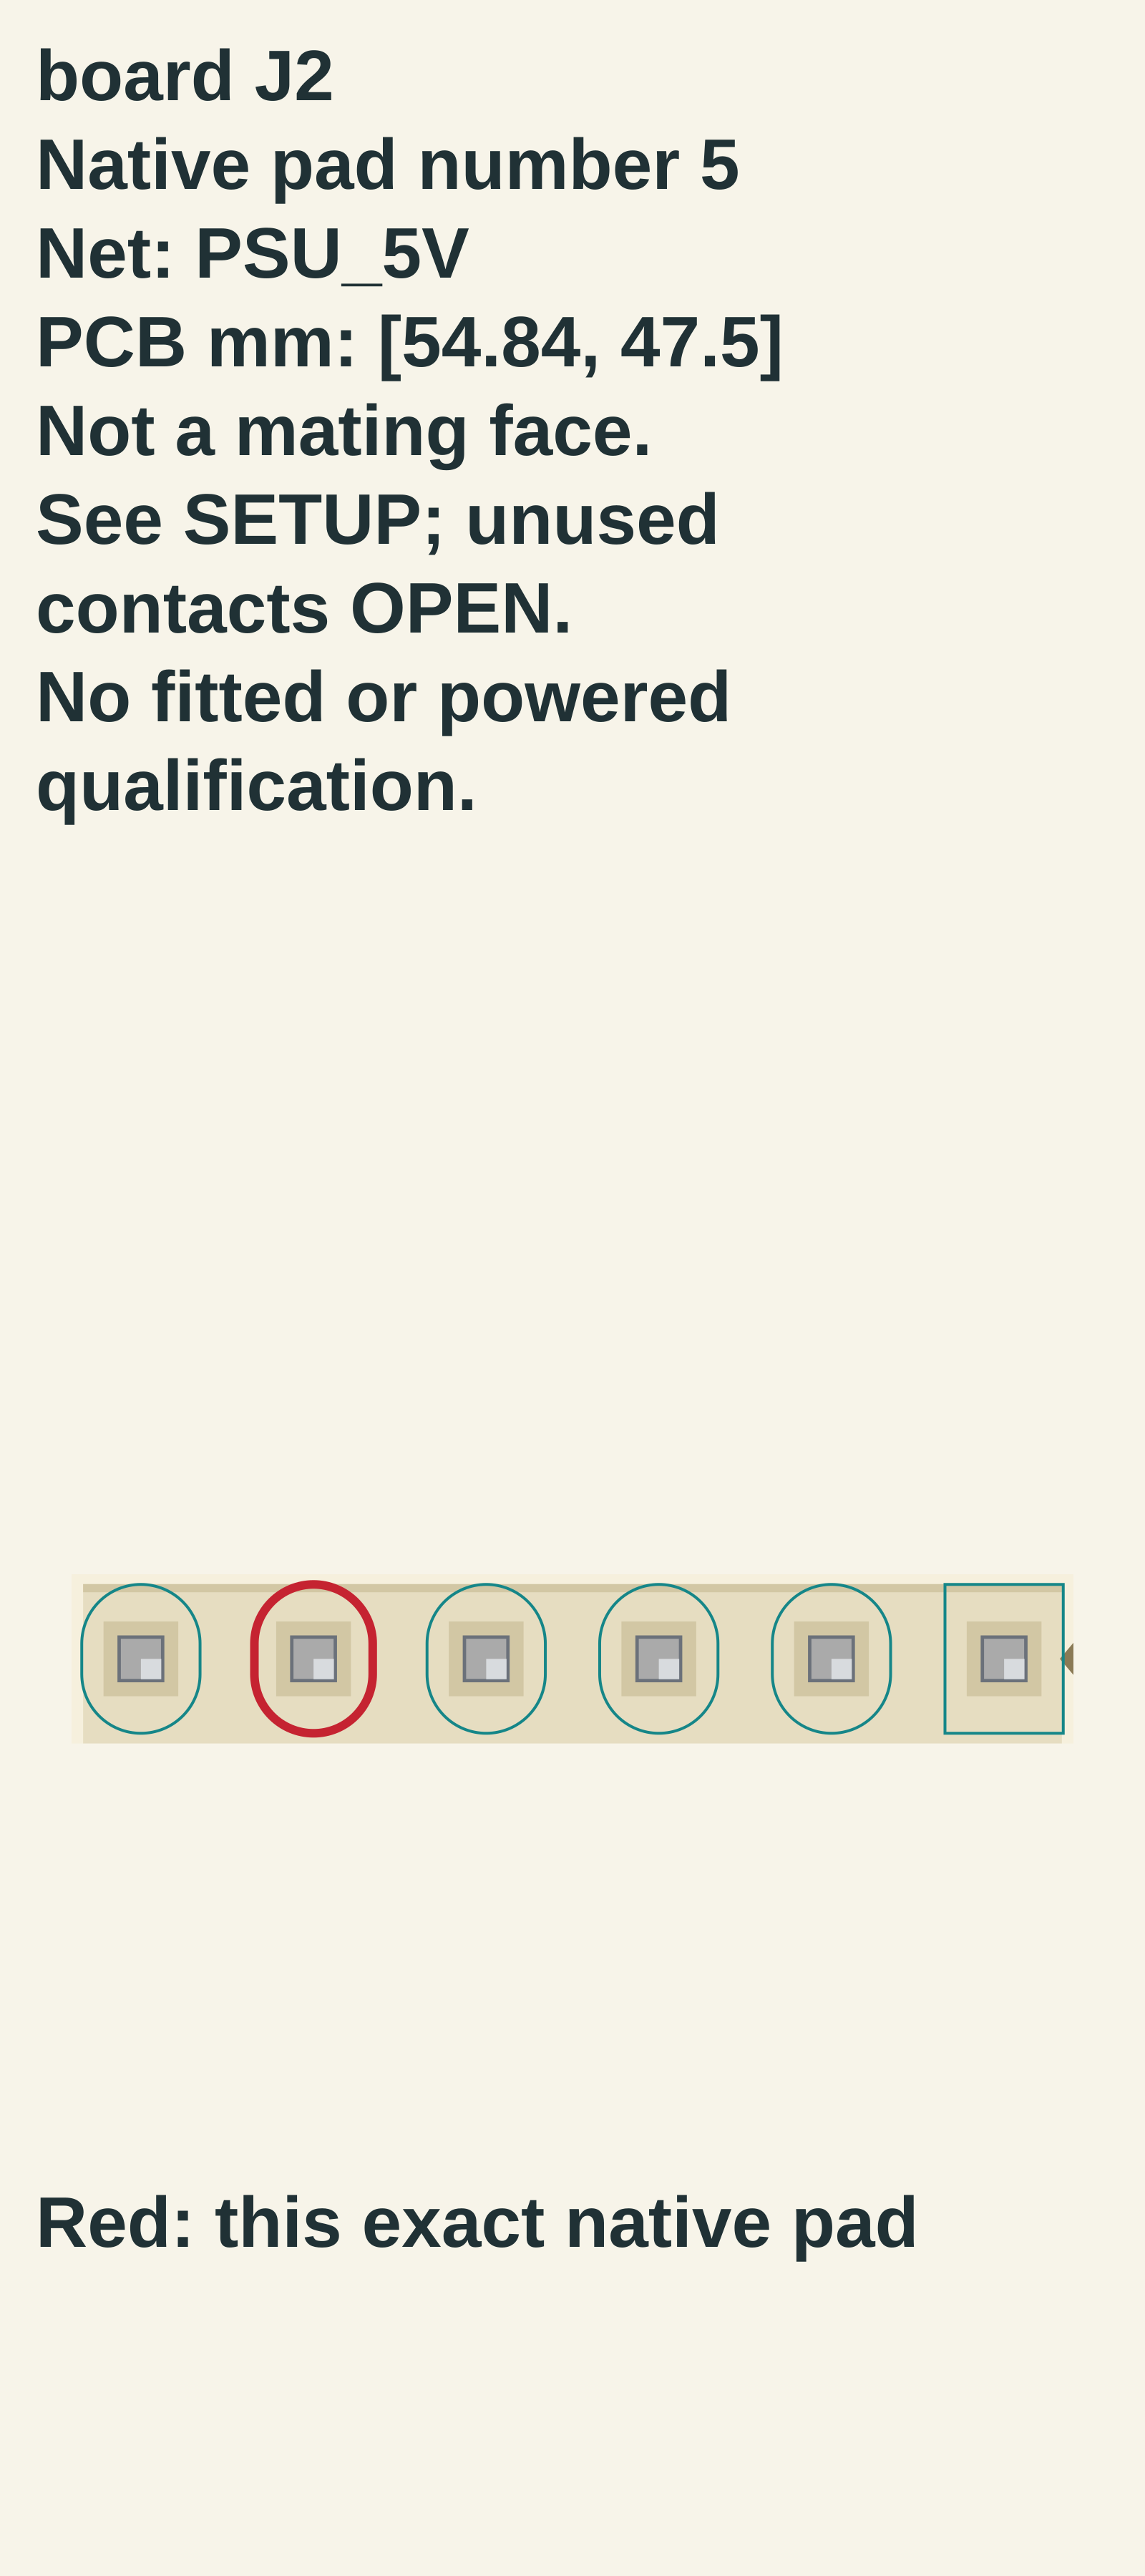 board J2
Native pad number 5
Net: PSU_5V
PCB mm: [54.84, 47.5]
Not a mating face.
See SETUP; unused
contacts OPEN.
No fitted or powered
qualification.
Red: this exact native pad